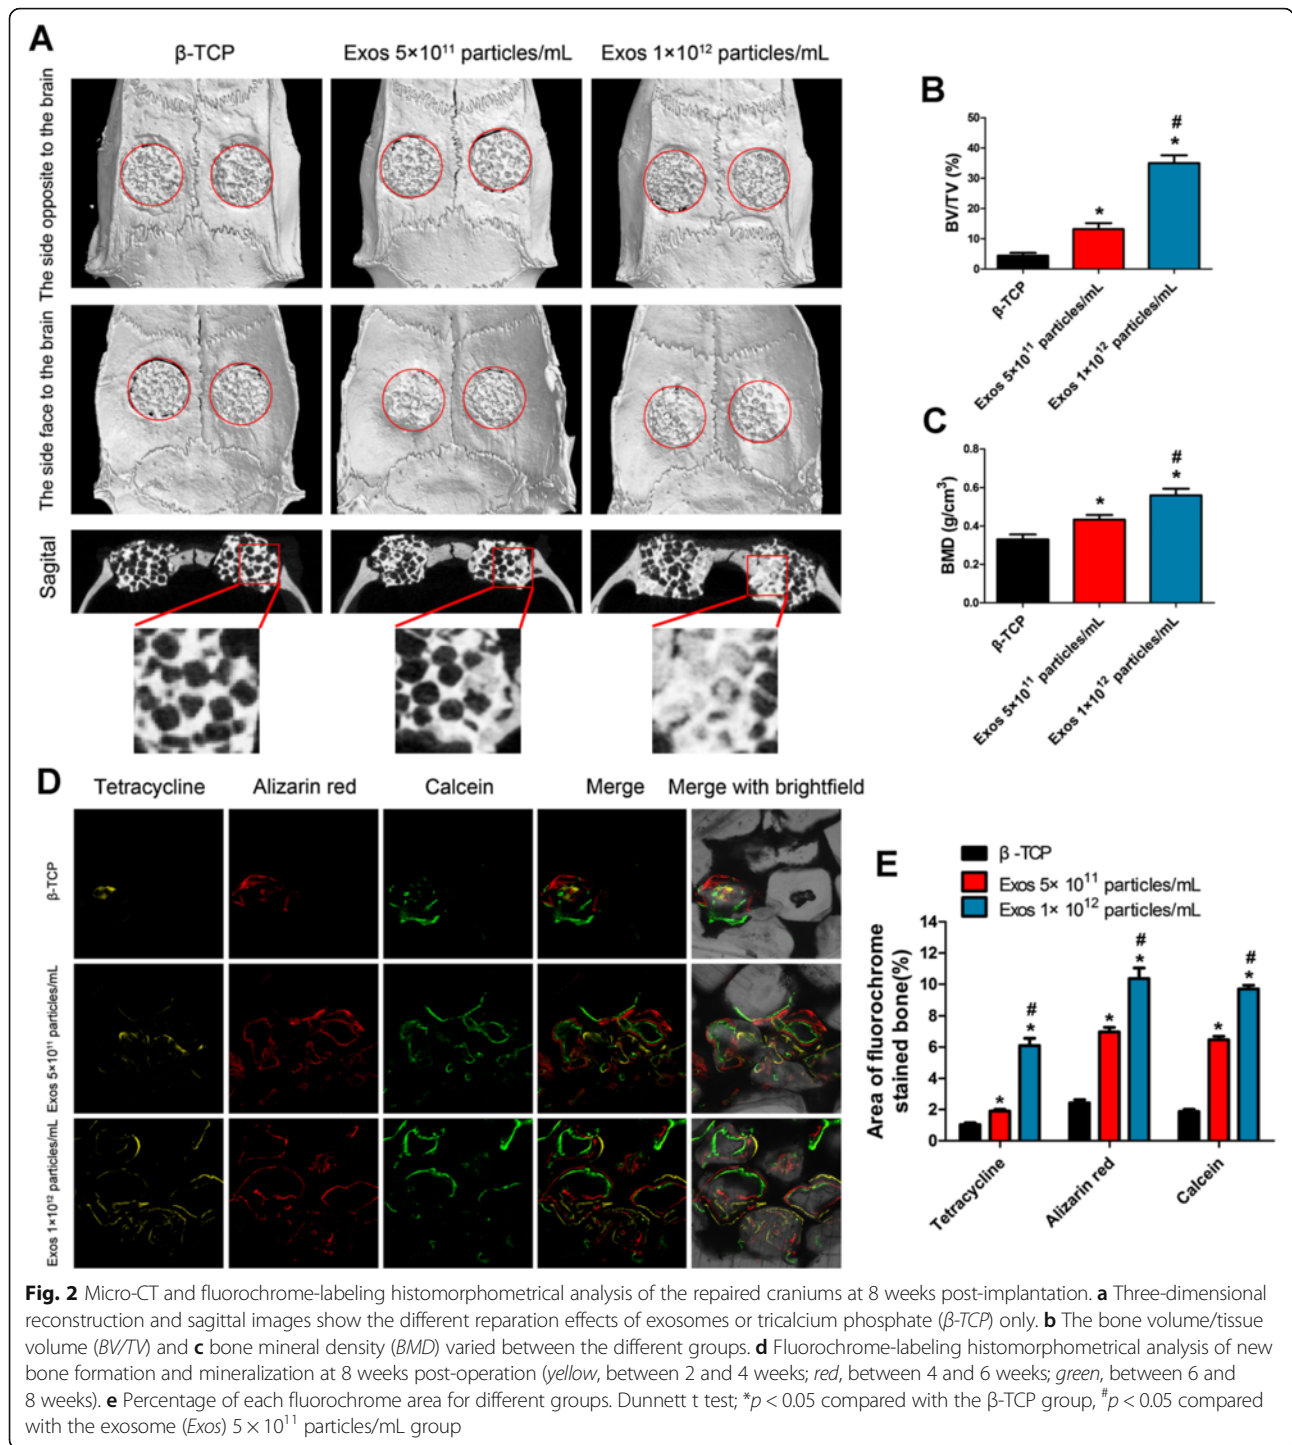 A
β-TCP
Exos 5×10¹¹ particles/mL
Exos 1×10¹² particles/mL
The side opposite to the brain
The side face to the brain
Sagital
B
BV/TV (%)
50
40
30
20
10
0
*
#
*
β-TCP
Exos 5×10¹¹ particles/mL
Exos 1×10¹² particles/mL
C
BMD (g/cm³)
0.8
0.6
0.4
0.2
0.0
*
#
*
β-TCP
Exos 5×10¹¹ particles/mL
Exos 1×10¹² particles/mL
D
Tetracycline
Alizarin red
Calcein
Merge
Merge with brightfield
β-TCP
Exos 5×10¹¹ particles/mL
Exos 1×10¹² particles/mL
E
β -TCP
Exos 5× 10¹¹ particles/mL
Exos 1× 10¹² particles/mL
Area of fluorochrome
stained bone(%)
14
12
10
8
6
4
2
0
*
#
*
*
#
*
*
#
*
Tetracycline
Alizarin red
Calcein
Fig. 2 Micro-CT and fluorochrome-labeling histomorphometrical analysis of the repaired craniums at 8 weeks post-implantation. a Three-dimensional
reconstruction and sagittal images show the different reparation effects of exosomes or tricalcium phosphate (β-TCP) only. b The bone volume/tissue
volume (BV/TV) and c bone mineral density (BMD) varied between the different groups. d Fluorochrome-labeling histomorphometrical analysis of new
bone formation and mineralization at 8 weeks post-operation (yellow, between 2 and 4 weeks; red, between 4 and 6 weeks; green, between 6 and
8 weeks). e Percentage of each fluorochrome area for different groups. Dunnett t test; *p < 0.05 compared with the β-TCP group, #p < 0.05 compared
with the exosome (Exos) 5 × 10¹¹ particles/mL group